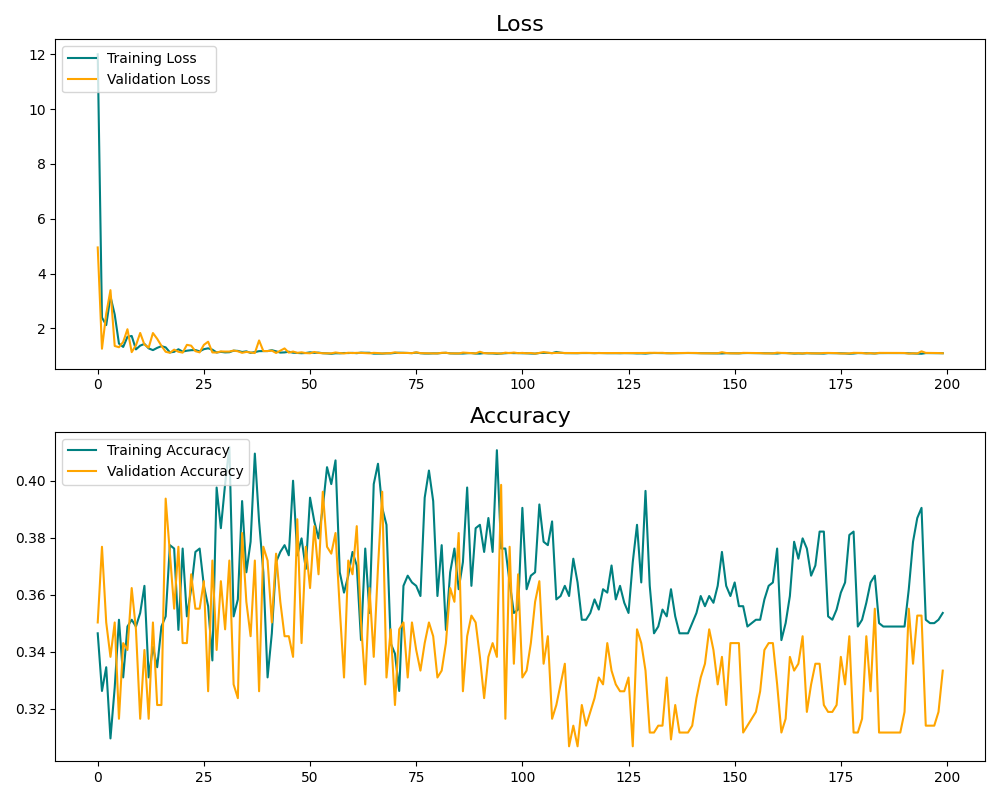 Loss
Training Loss
Validation Loss
12
10
8
6
4
2
0 25 50 75 100 125 150 175 200
Accuracy
Training Accuracy
Validation Accuracy
0.40
0.38
0.36
0.34
0.32
0 25 50 75 100 125 150 175 200